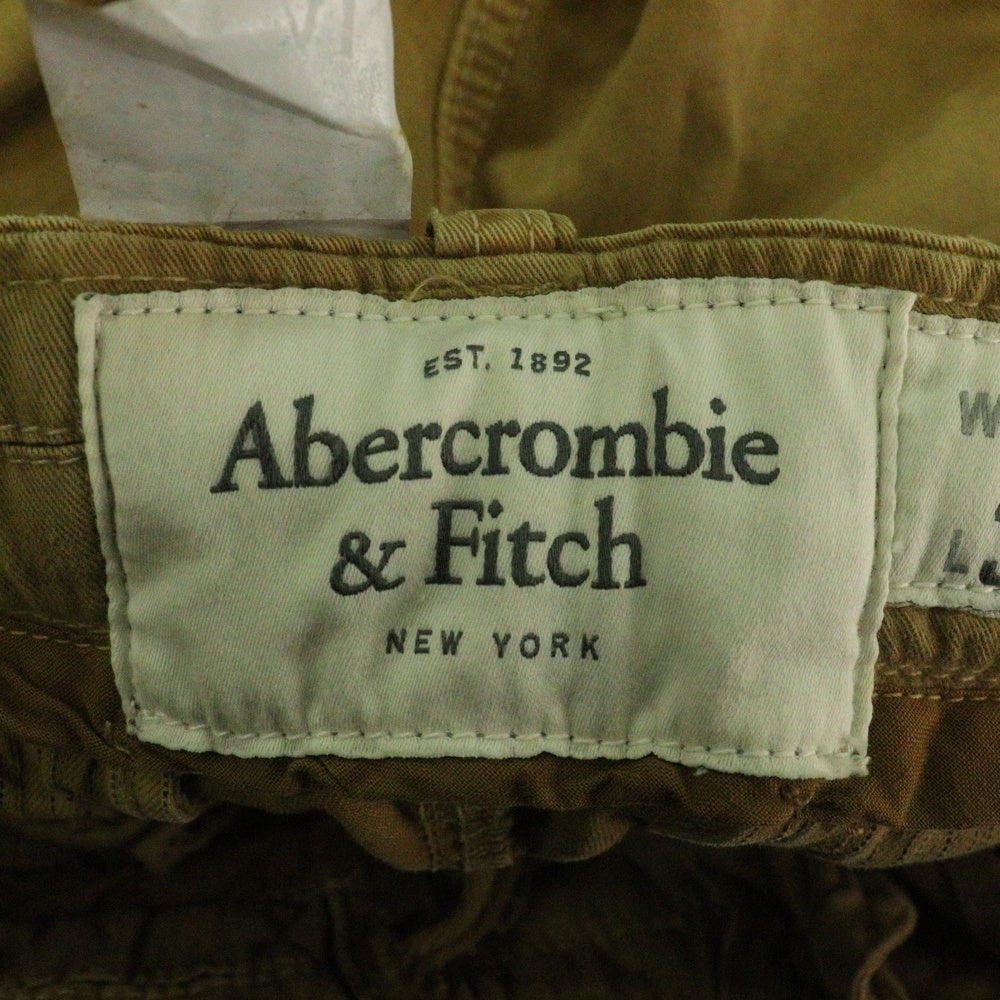 EST. 1892
Abercrombie
& Fitch
NEW YORK
W
L